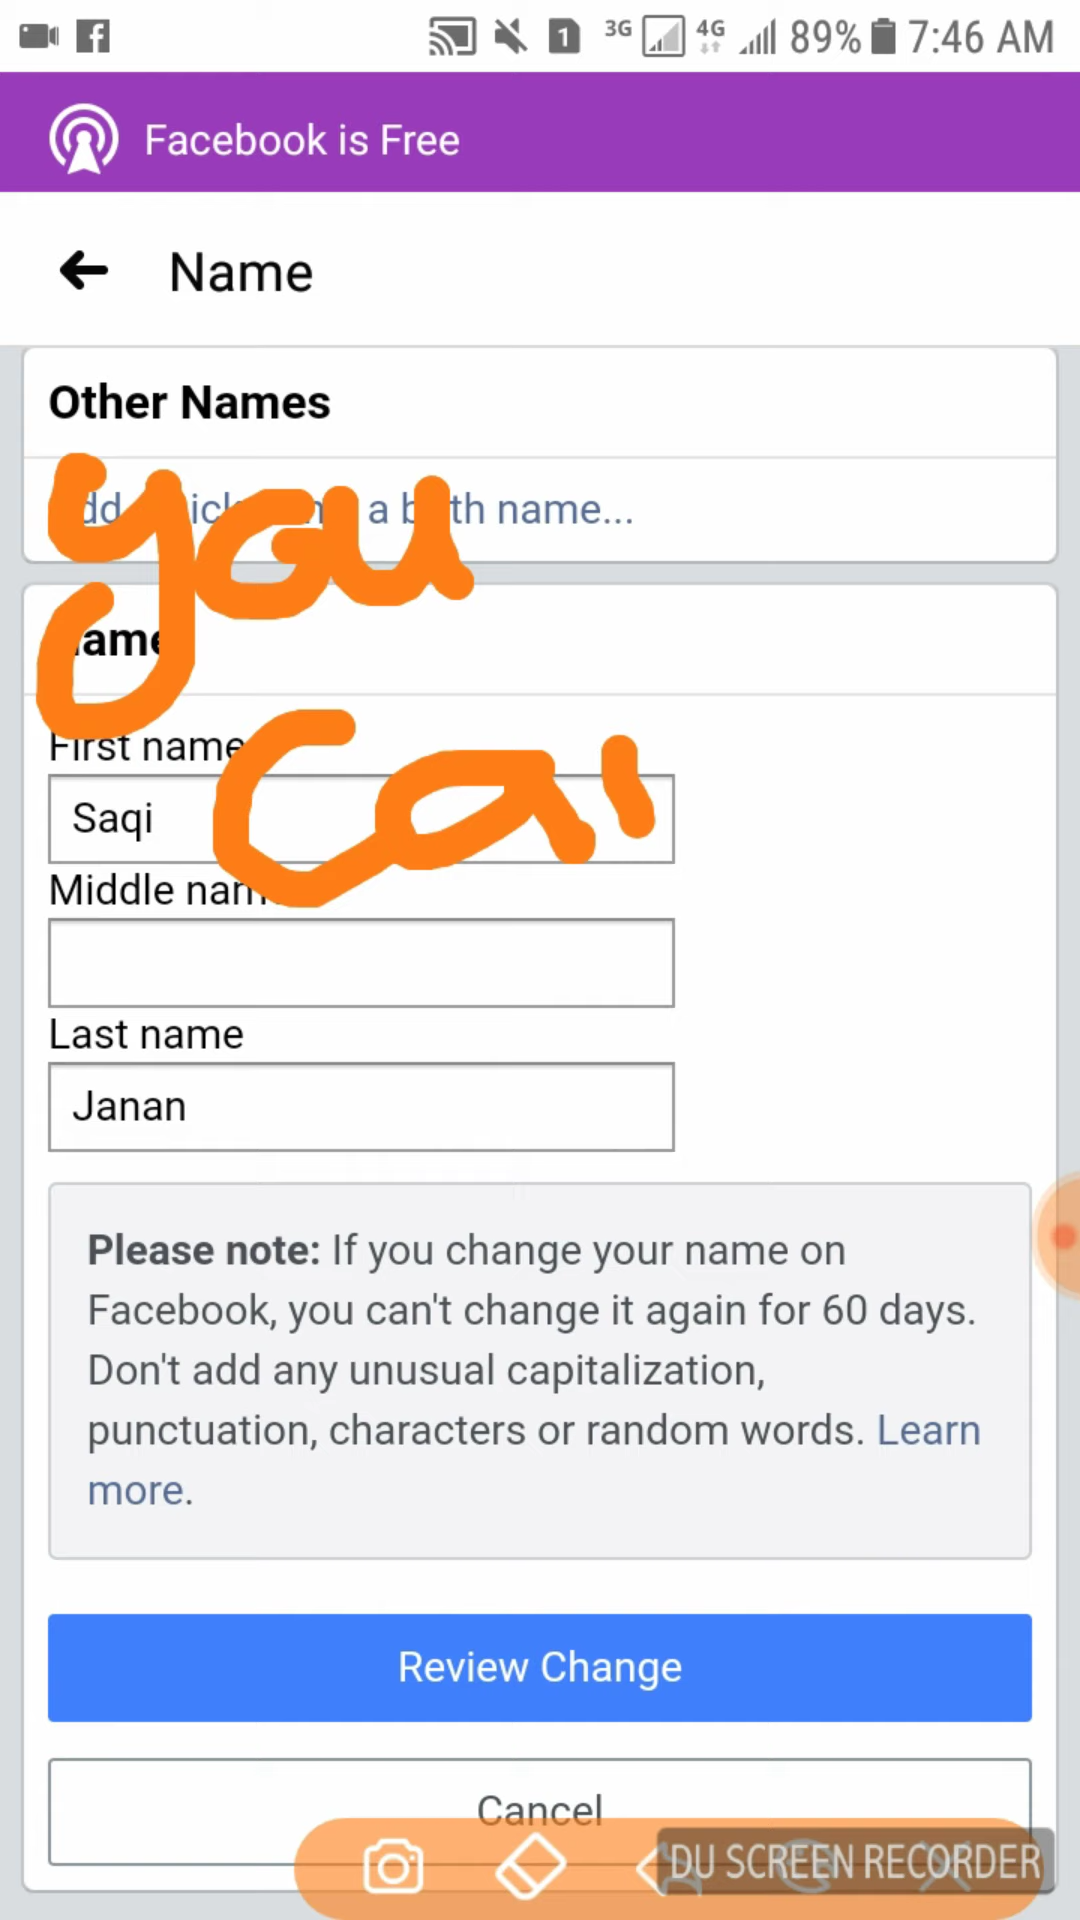 3G 4G 89% 7:46 AM
Facebook is Free
Name
Other Names
a b th name...
you
First name
Saqi
Middle
Last name
Janan
Please note: If you change your name on
Facebook, you can't change it again for 60 days.
Don't add any unusual capitalization,
punctuation, characters or random words. Learn
more.
Review Change
Cancel
DU SCREEN RECORDER